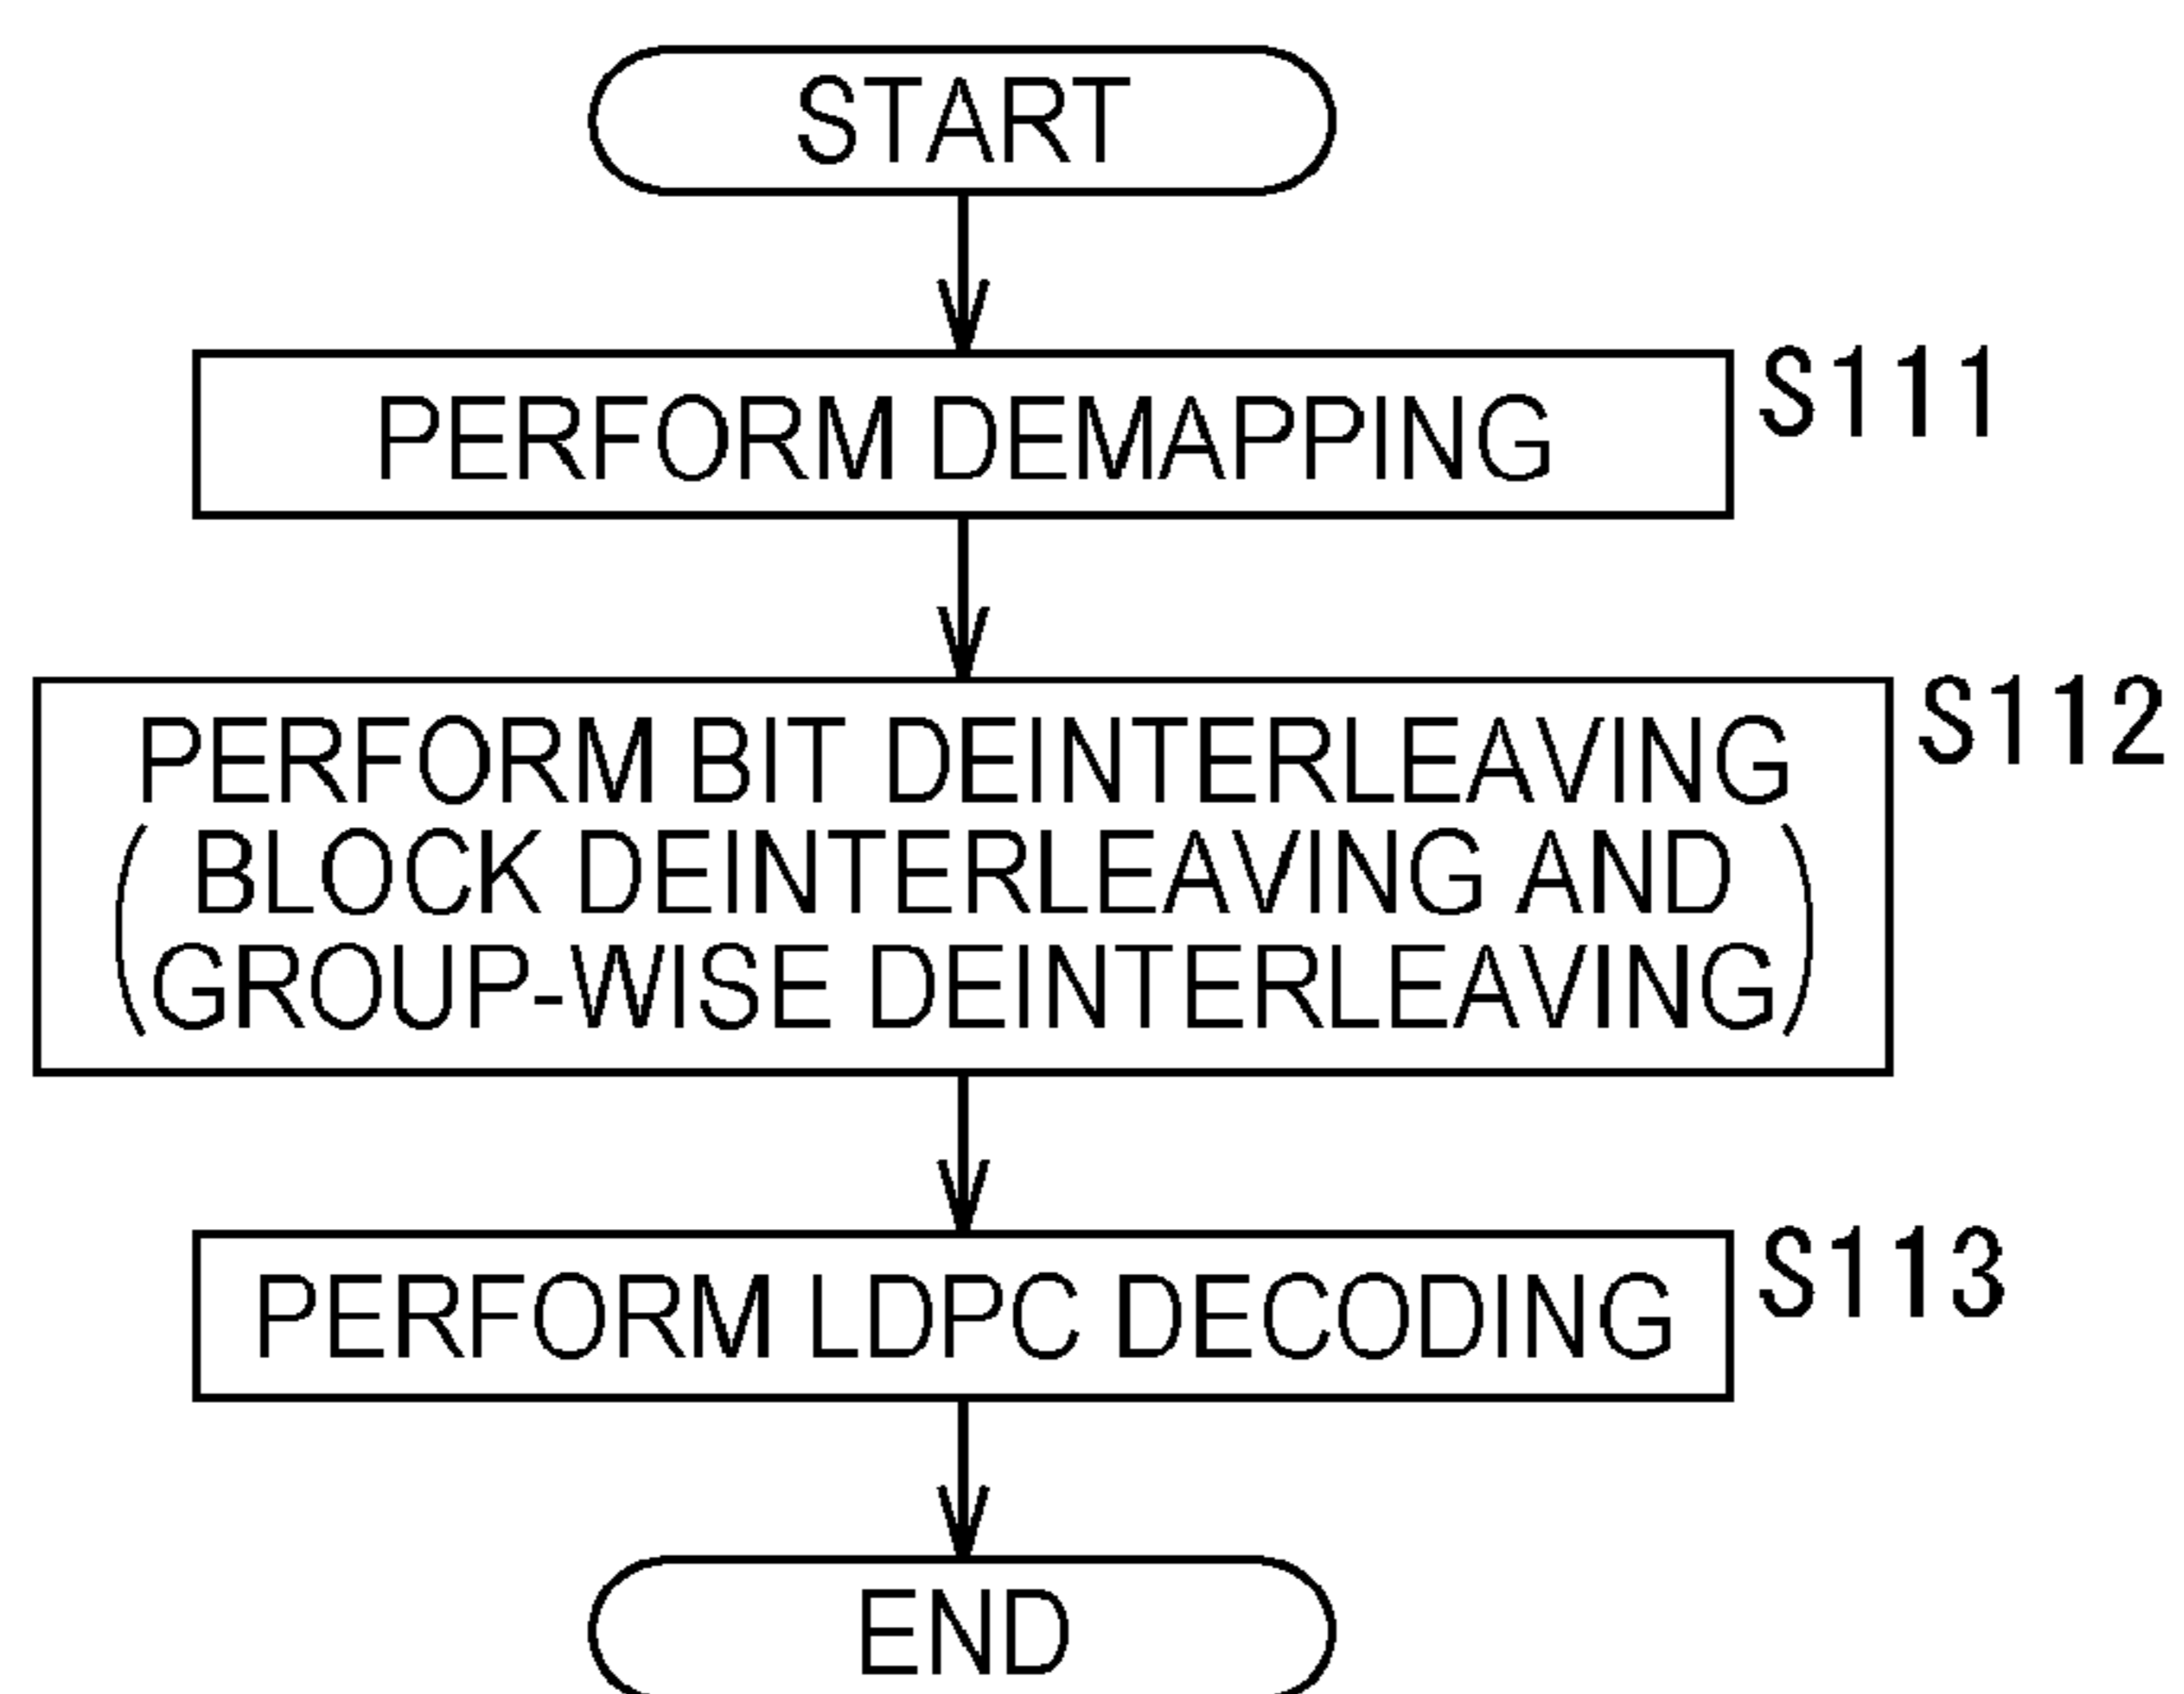 START
PERFORM DEMAPPING
S111
PERFORM BIT DEINTERLEAVING
(BLOCK DEINTERLEAVING AND
GROUP-WISE DEINTERLEAVING)
S112
PERFORM LDPC DECODING
S113
END